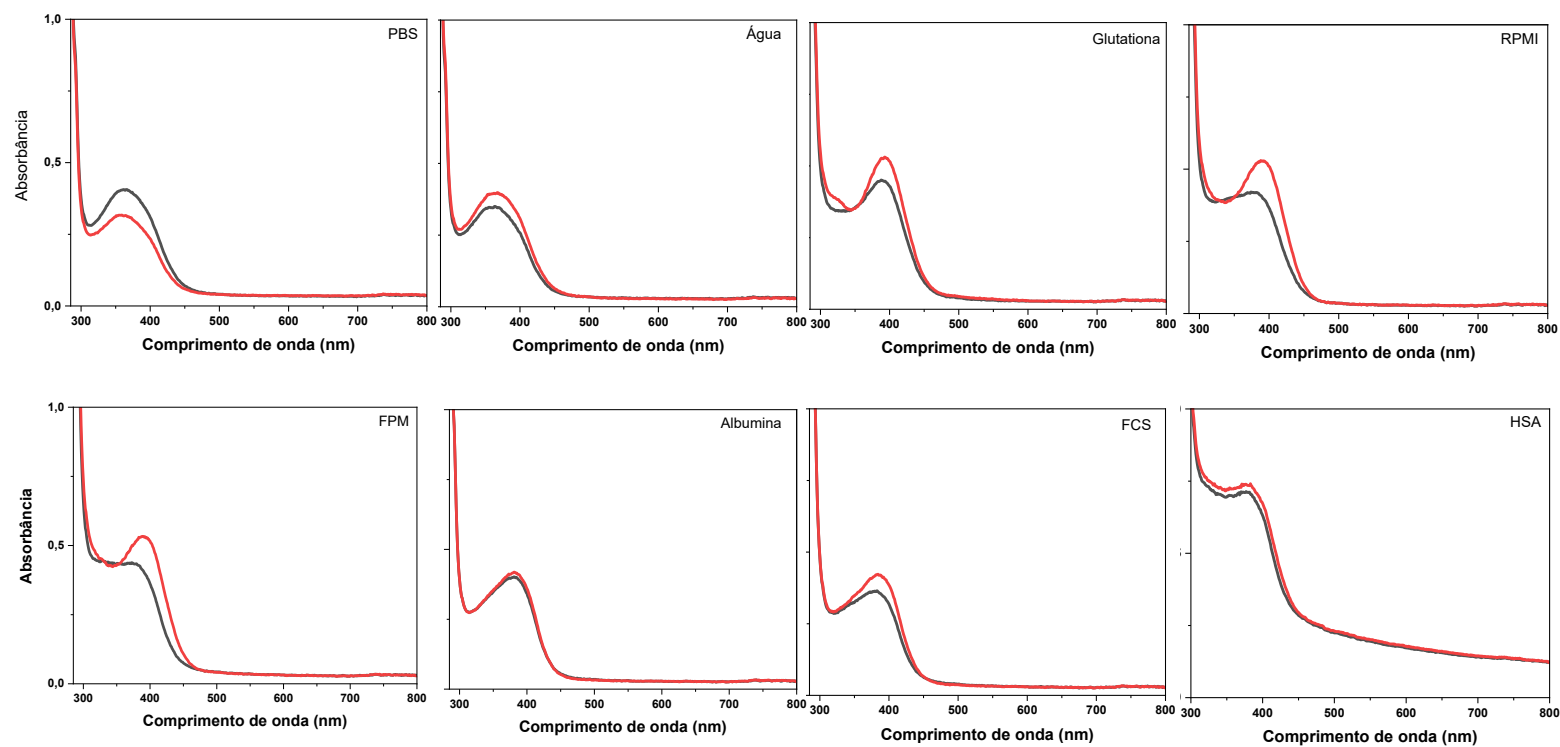 1,0
PBS
Água
Glutationa
RPMI
Absorbância
0,5
0,0
300 400 500 600 700 800
300 400 500 600 700 800
300 400 500 600 700 800
300 400 500 600 700 800
Comprimento de onda (nm)
Comprimento de onda (nm)
Comprimento de onda (nm)
Comprimento de onda (nm)
1,0
FPM
Albumina
FCS
HSA
Absorbância
0,5
0,0
300 400 500 600 700 800
300 400 500 600 700 800
300 400 500 600 700 800
300 400 500 600 700 800
Comprimento de onda (nm)
Comprimento de onda (nm)
Comprimento de onda (nm)
Comprimento de onda (nm)